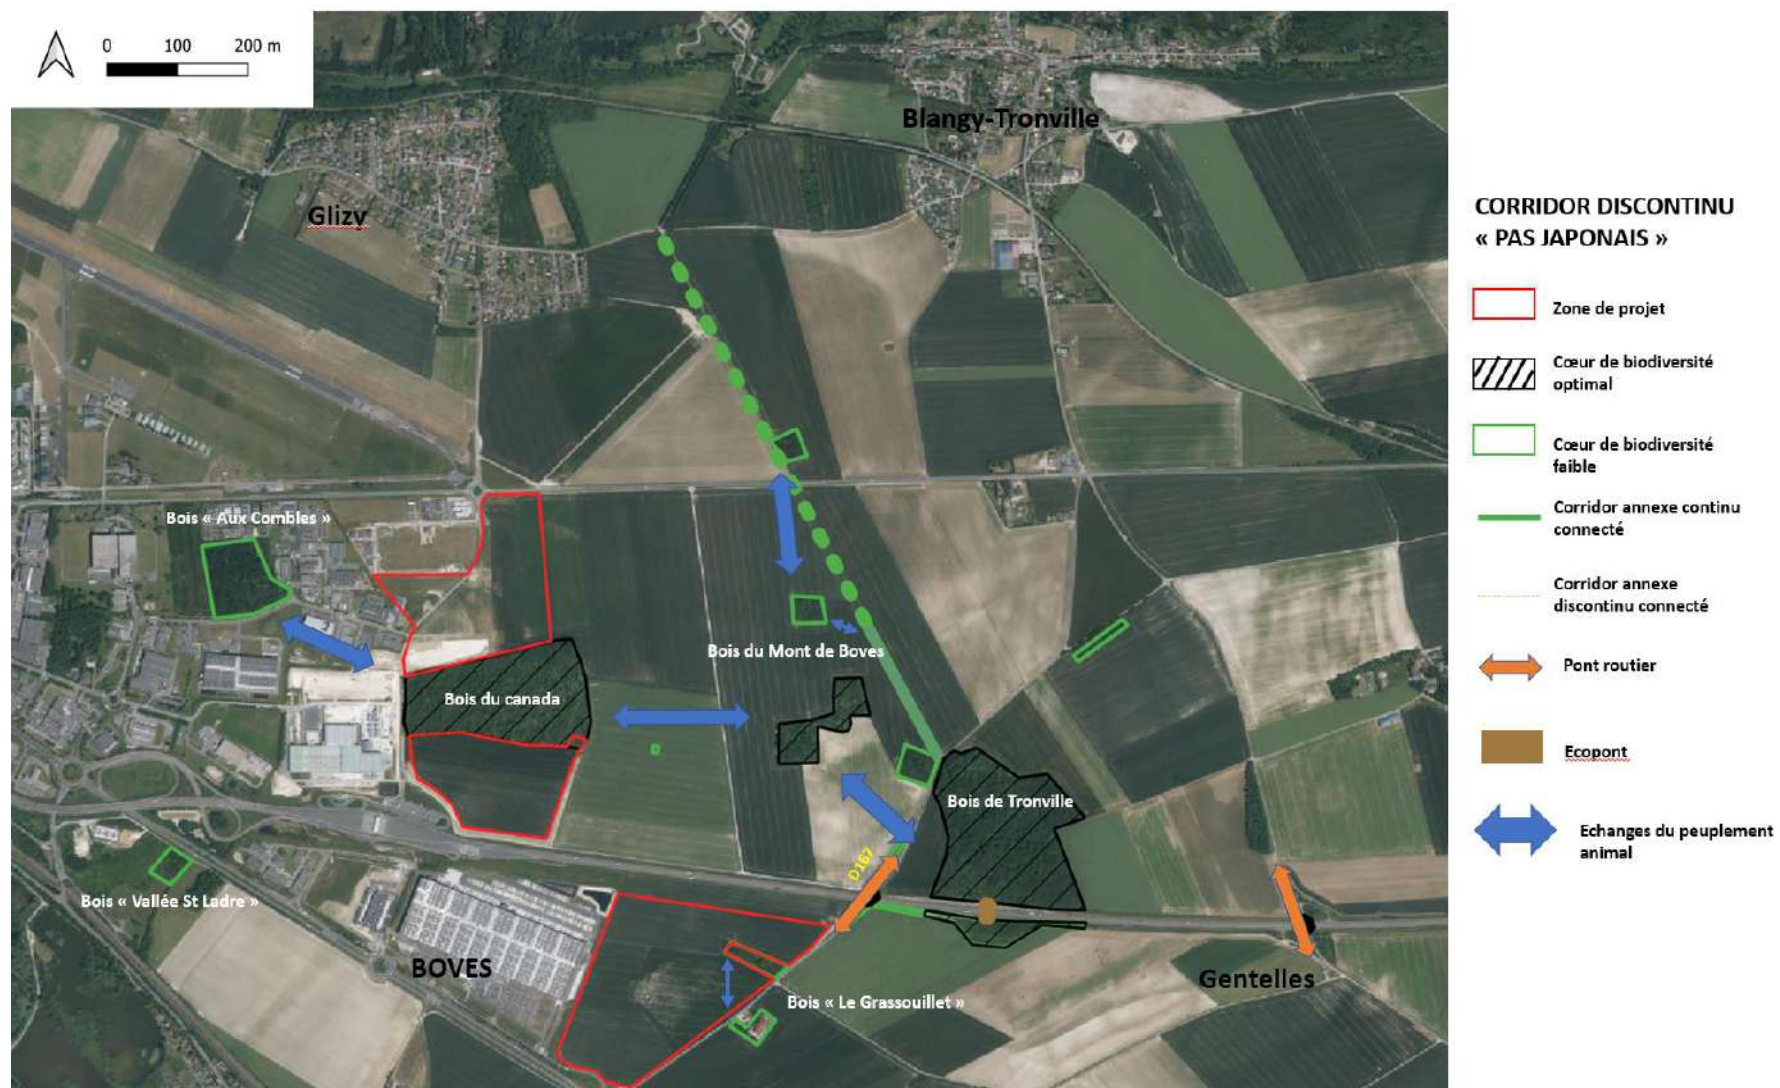 0 100 200 m
Blangy-Tronville
Glizy
Bois « Aux Combles »
Bois du Mont de Boves
Bois du canada
Bois de Tronville
D167
Bois « Vallée St Ladre »
BOVES
Gentelles
Bois « Le Grassouillet »
CORRIDOR DISCONTINU
« PAS JAPONAIS »
Zone de projet
Cœur de biodiversité
optimal
Cœur de biodiversité
faible
Corridor annexe continu
connecté
Corridor annexe
discontinu connecté
Pont routier
Ecopont
Echanges du peuplement
animal